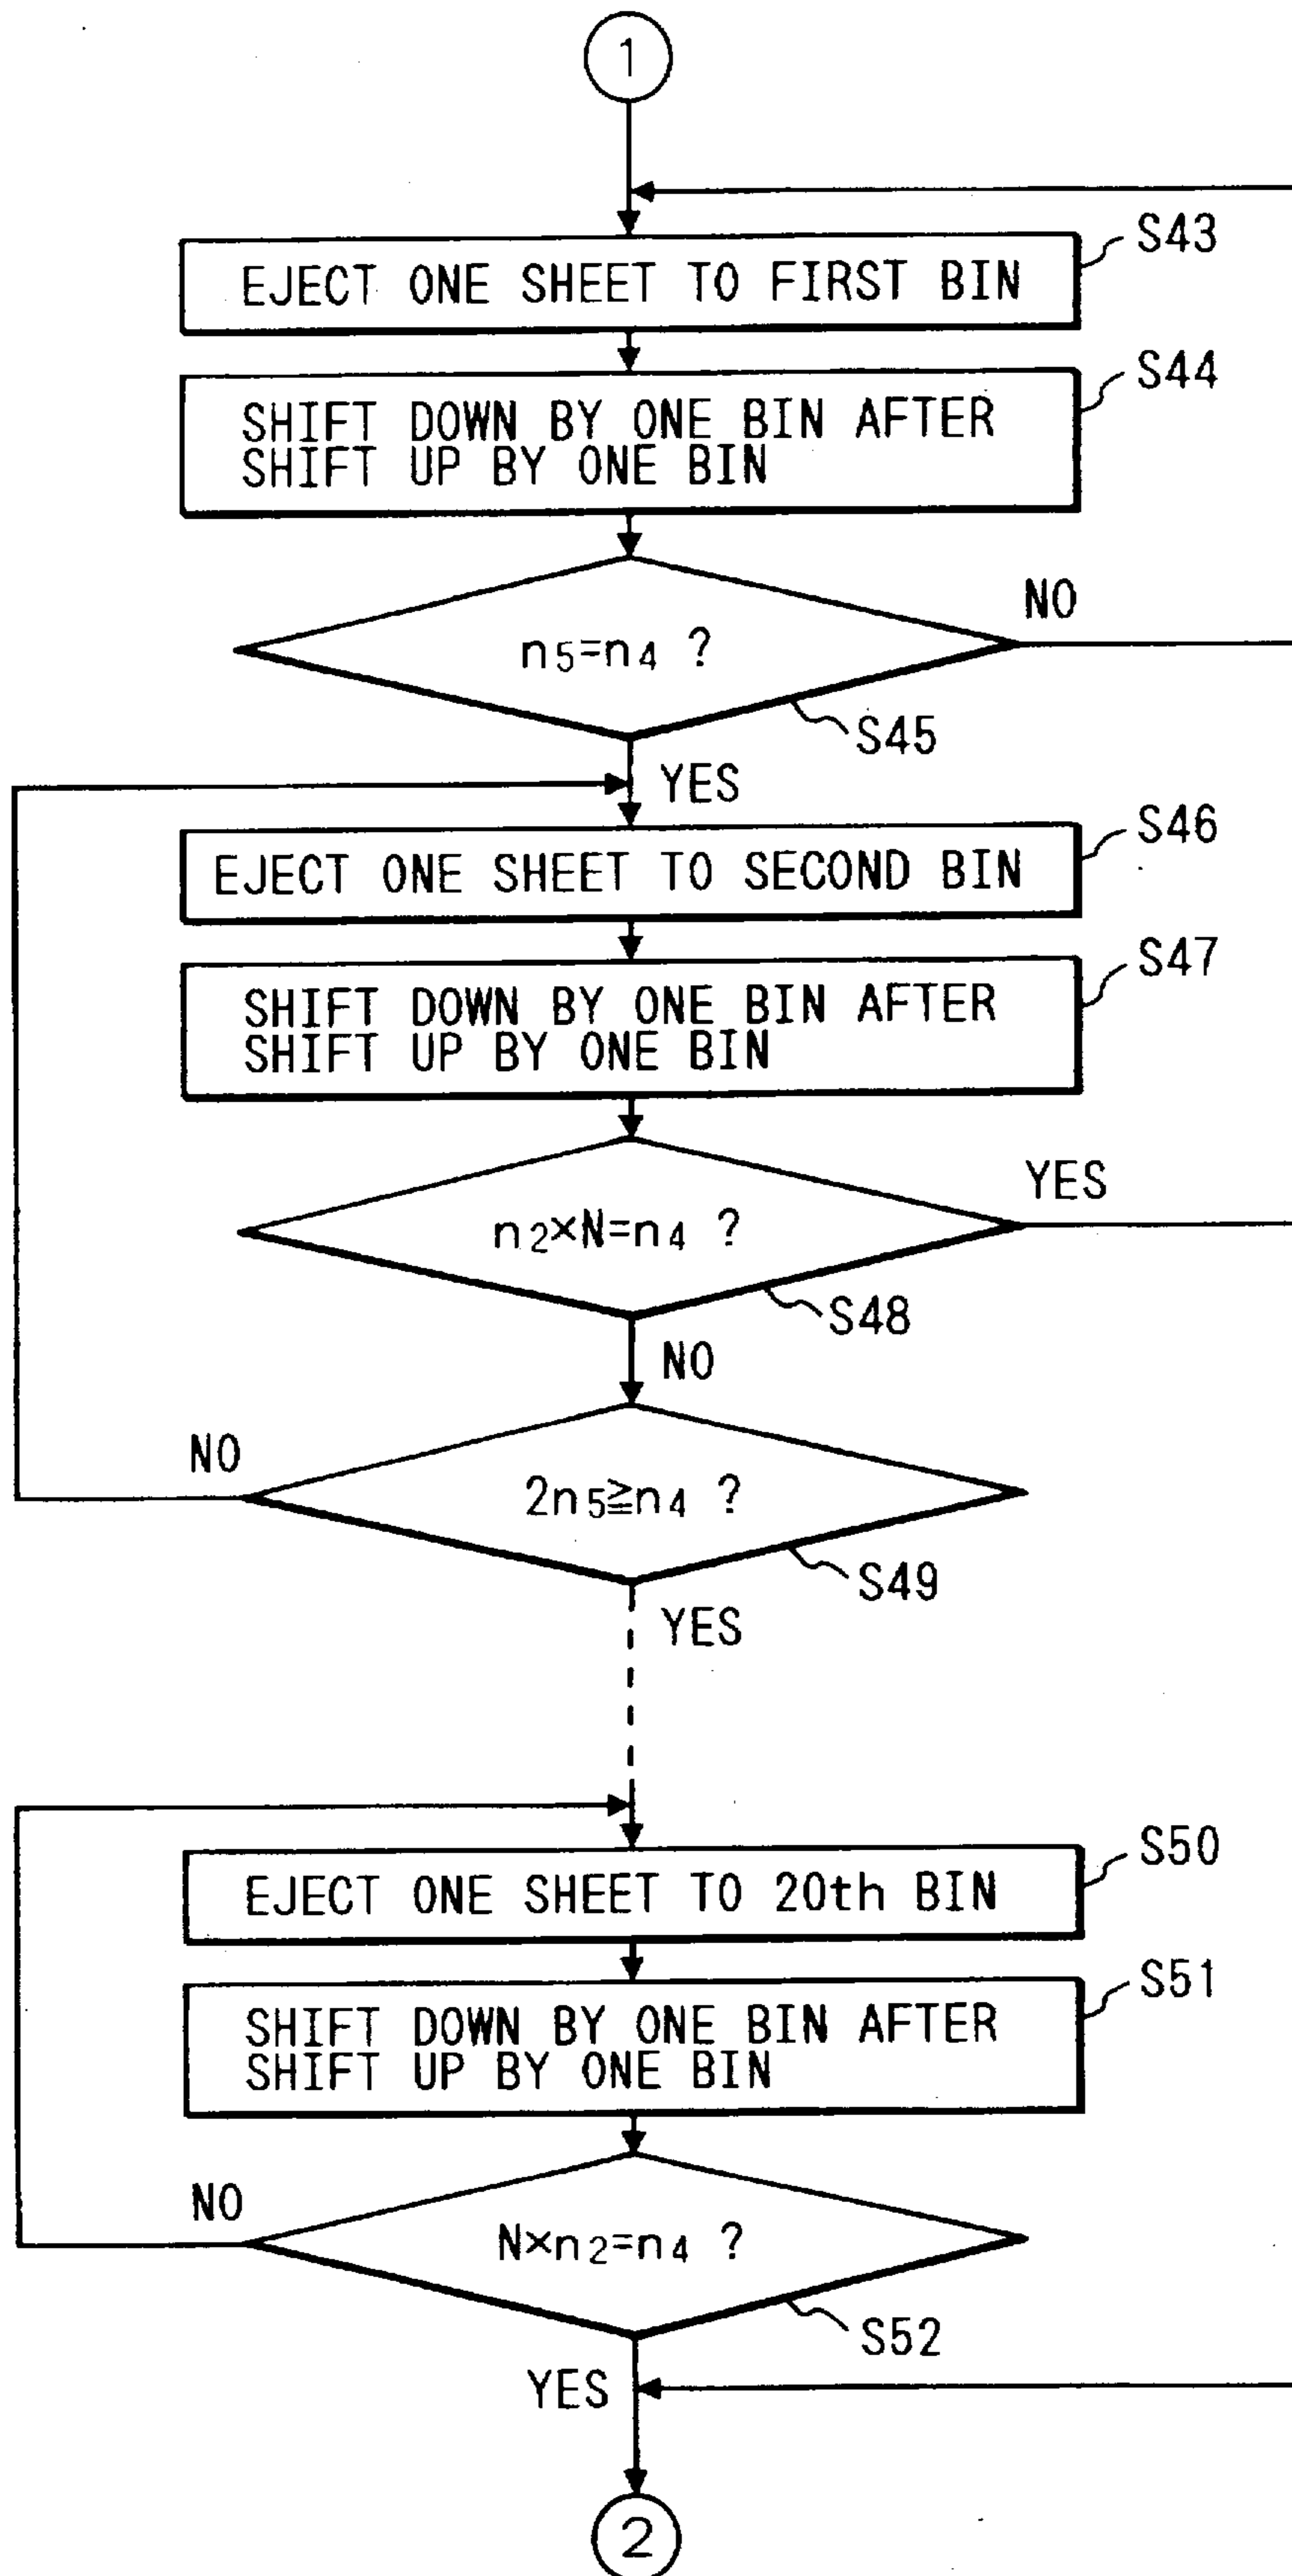 1
EJECT ONE SHEET TO FIRST BIN
S43
SHIFT DOWN BY ONE BIN AFTER
SHIFT UP BY ONE BIN
S44
n5=n4 ?
NO
S45
YES
EJECT ONE SHEET TO SECOND BIN
S46
SHIFT DOWN BY ONE BIN AFTER
SHIFT UP BY ONE BIN
S47
n2×N=n4 ?
YES
S48
NO
2n5≧n4 ?
NO
S49
YES
EJECT ONE SHEET TO 20th BIN
S50
SHIFT DOWN BY ONE BIN AFTER
SHIFT UP BY ONE BIN
S51
N×n2=n4 ?
NO
S52
YES
2